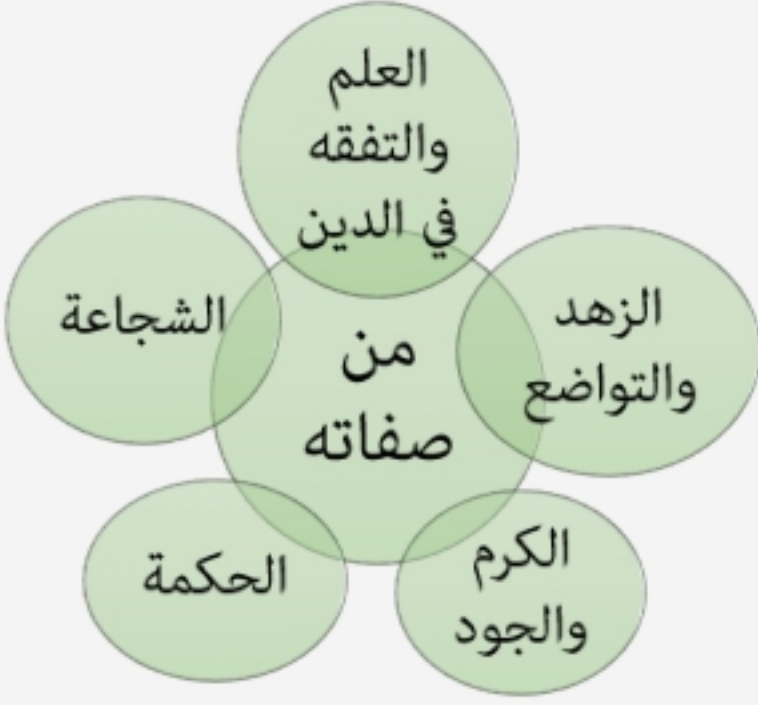 العلم
والتفقه
في الدين
الزهد
والتواضع
الشجاعة
من
صفاته
الكرم
والجود
الحكمة